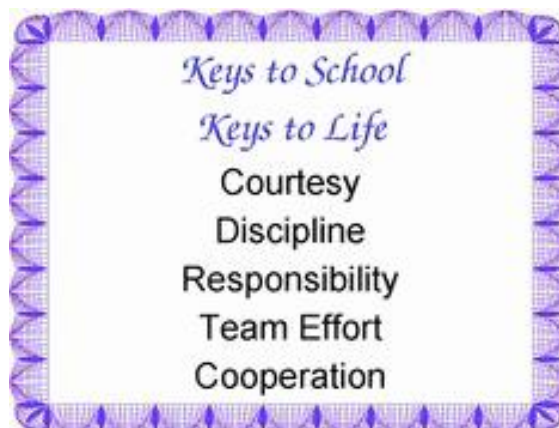 Keys to School
Keys to Life
Courtesy
Discipline
Responsibility
Team Effort
Cooperation